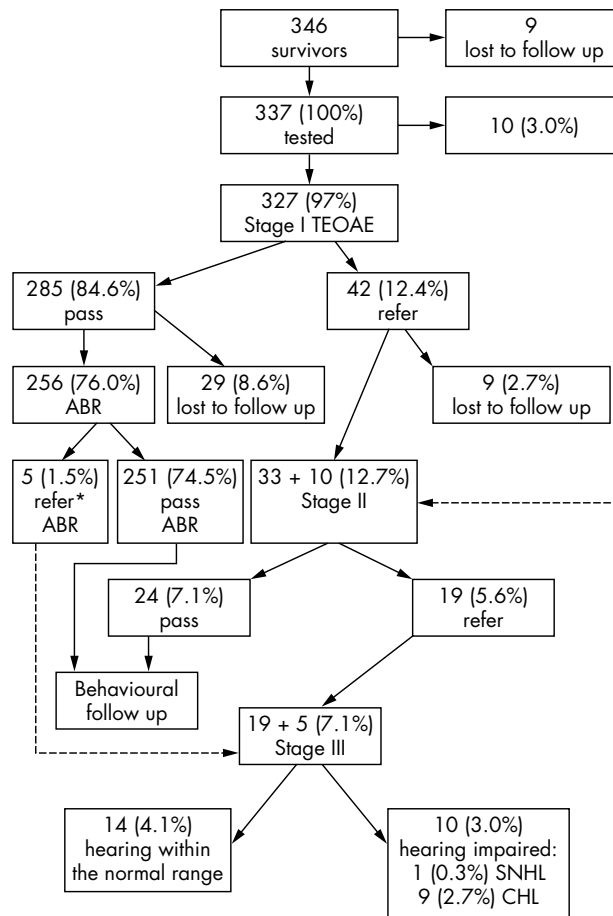 346
survivors
9
lost to follow up
337 (100%)
tested
10 (3.0%)
327 (97%)
Stage I TEOAE
285 (84.6%)
pass
42 (12.4%)
refer
256 (76.0%)
ABR
29 (8.6%)
lost to follow up
9 (2.7%)
lost to follow up
5 (1.5%)
refer*
ABR
251 (74.5%)
pass
ABR
33 + 10 (12.7%)
Stage II
24 (7.1%)
pass
19 (5.6%)
refer
Behavioural
follow up
19 + 5 (7.1%)
Stage III
14 (4.1%)
hearing within
the normal range
10 (3.0%)
hearing impaired:
1 (0.3%) SNHL
9 (2.7%) CHL